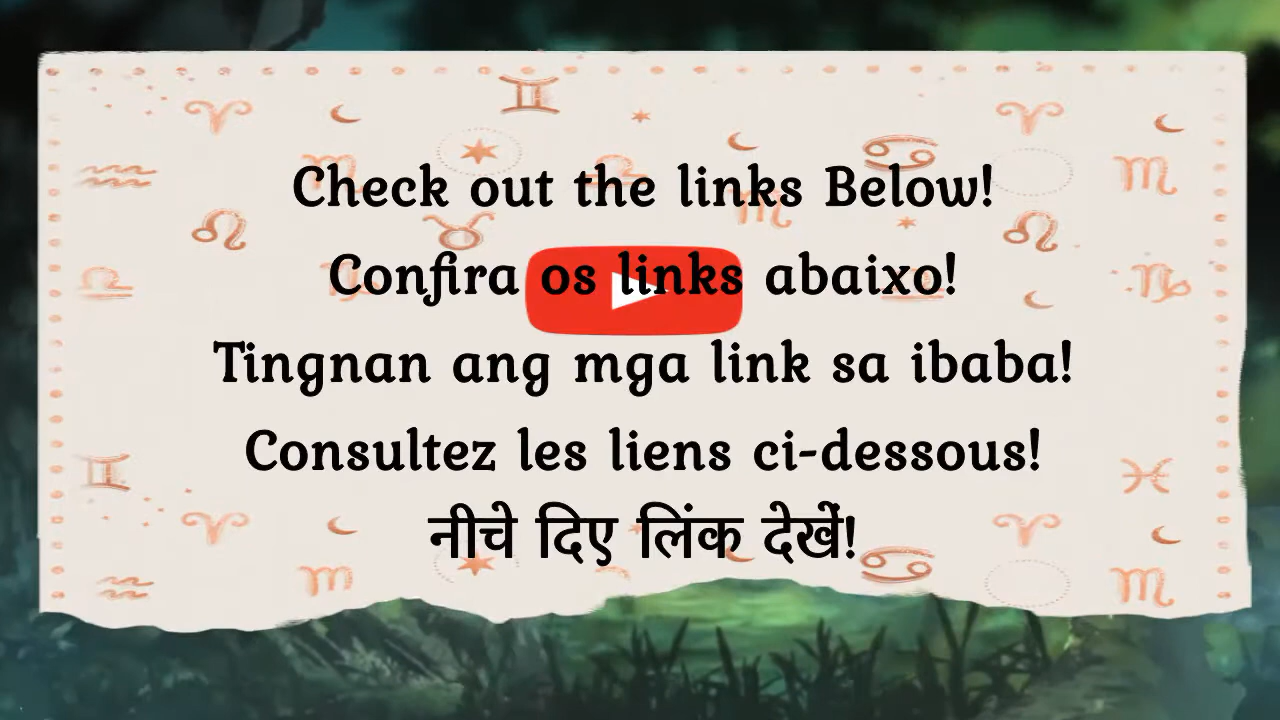 Check out the links Below!
Confira os links abaixo!
Tingnan ang mga link sa ibaba!
Consultez les liens ci-dessous!
नीचे दिए लिंक देखें!